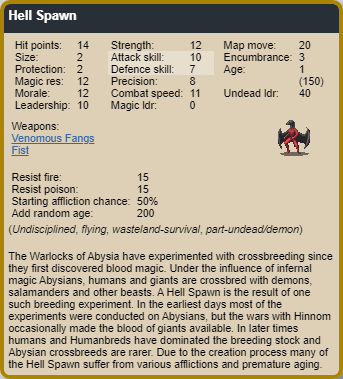 Hell Spawn
Hit points: 14 Strength: 12 Map move: 20
Size: 2 Attack skill: 10 Encumbrance: 3
Protection: 2 Defence skill: 7 Age: 1
Magic res: 12 Precision: 8 (150)
Morale: 12 Combat speed: 11 Undead ldr: 40
Leadership: 10 Magic ldr: 0
Weapons:
Venomous Fangs
Fist
Resist fire: 15
Resist poison: 15
Starting affliction chance: 50%
Add random age: 200
(Undisciplined, flying, wasteland-survival, part-undead/demon)
The Warlocks of Abysia have experimented with crossbreeding since
they first discovered blood magic. Under the influence of infernal
magic Abysians, humans and giants are crossbred with demons,
salamanders and other beasts. A Hell Spawn is the result of one
such breeding experiment. In the earliest days most of the
experiments were conducted on Abysians, but the wars with Hinnom
occasionally made the blood of giants available. In later times
humans and Humanbreds have dominated the breeding stock and
Abysian crossbreeds are rarer. Due to the creation process many of
the Hell Spawn suffer from various afflictions and premature aging.